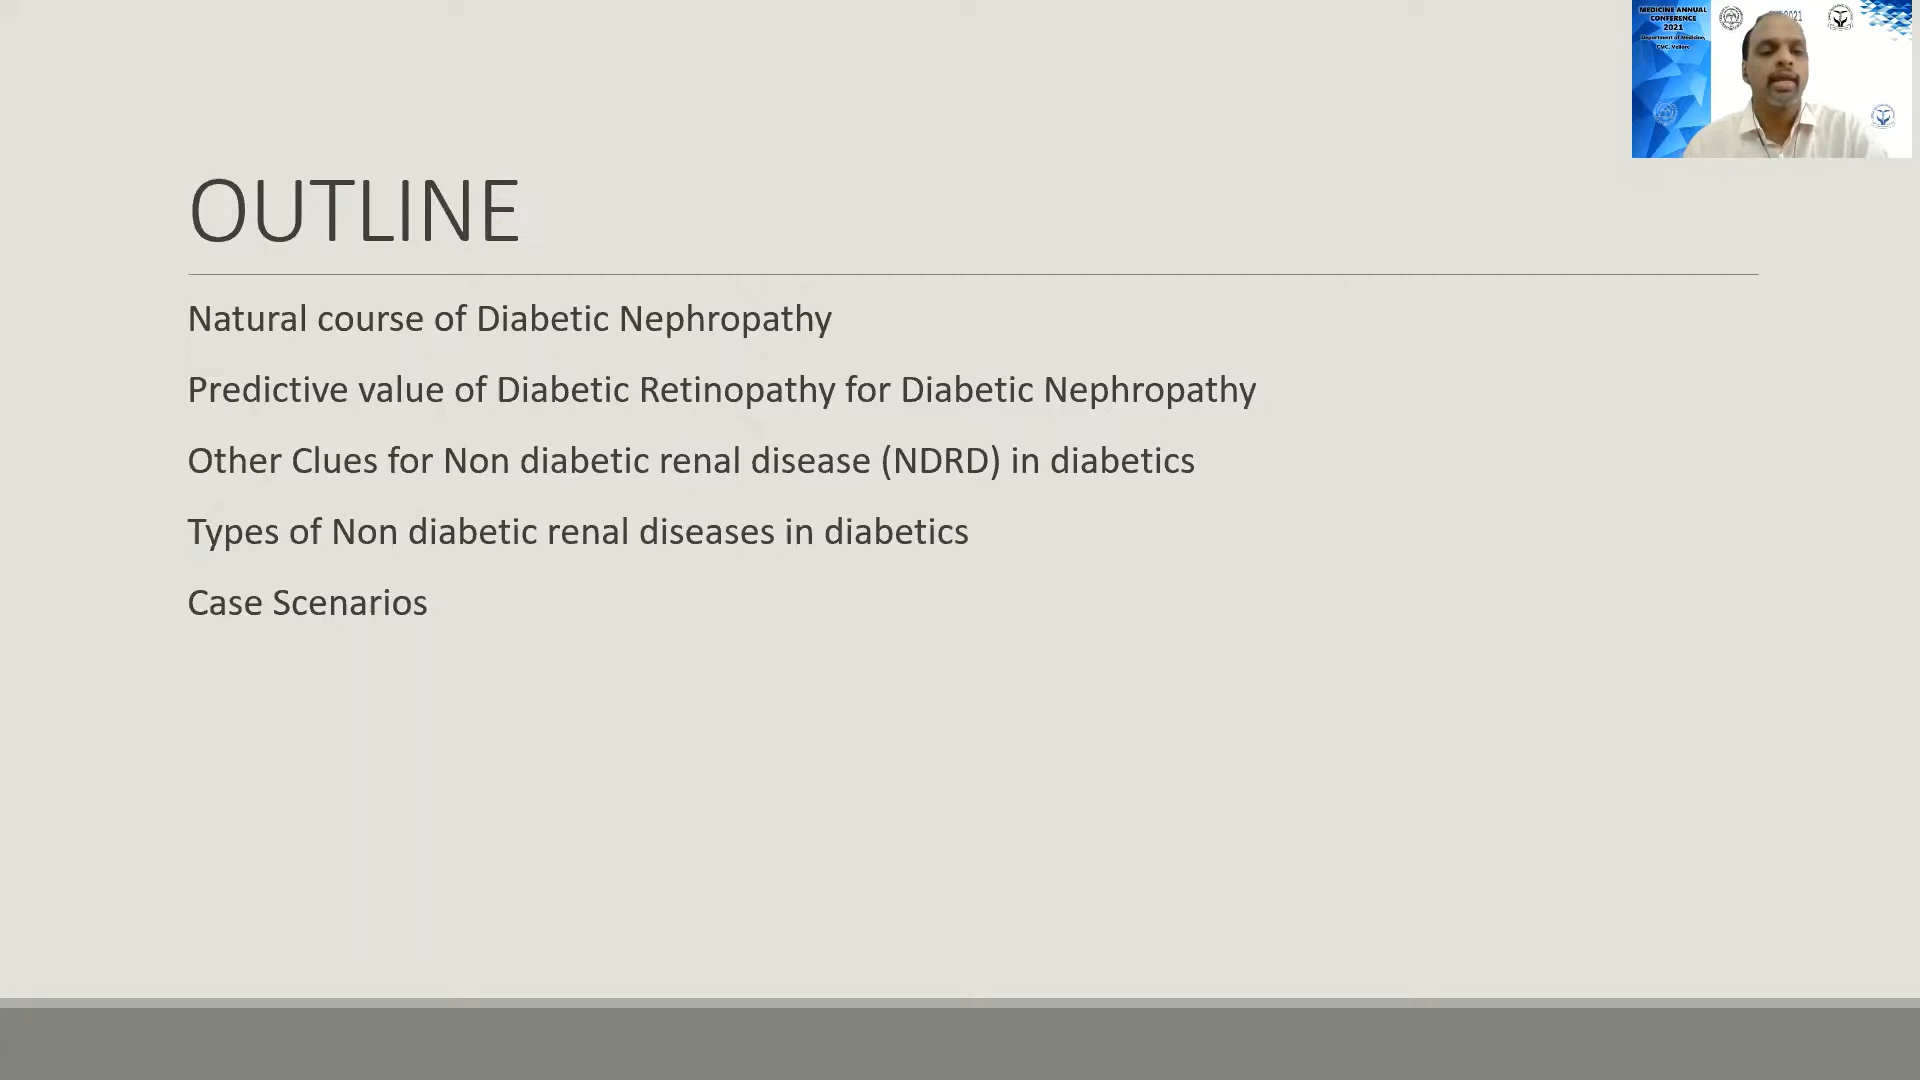 MEDICINE ANNUAL
CONFERENCE
2021
Department of Medicine,
CMC, Vellore
OUTLINE
Natural course of Diabetic Nephropathy
Predictive value of Diabetic Retinopathy for Diabetic Nephropathy
Other Clues for Non diabetic renal disease (NDRD) in diabetics
Types of Non diabetic renal diseases in diabetics
Case Scenarios